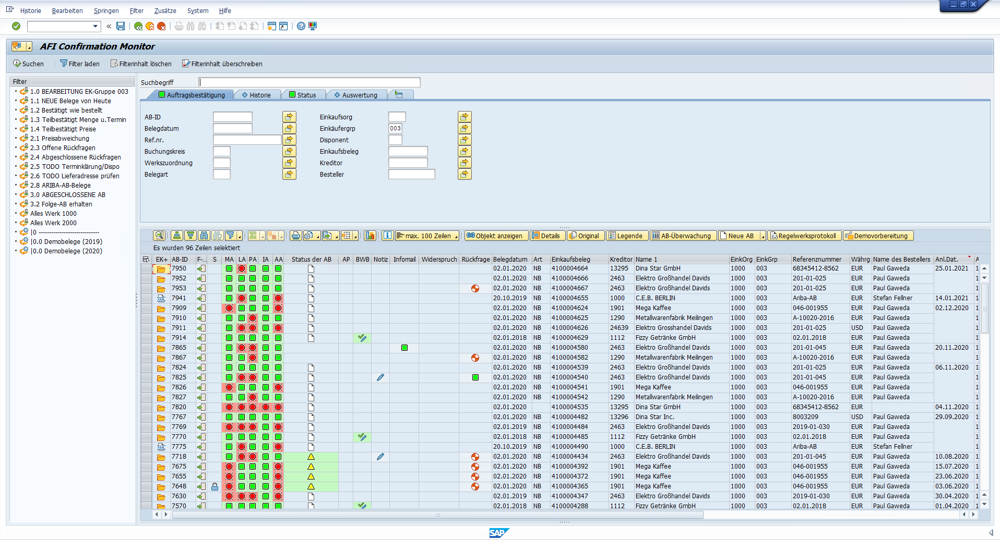 Historie Bearbeiten Springen Filter Zusätze System Hilfe
AFI Confirmation Monitor
Suchen Filter laden Filterinhalt löschen Filterinhalt überschreiben
Filter
1.0 BEARBEITUNG EK-Gruppe 003
1.1 NEUE Belege von Heute
1.2 Bestätigt wie bestellt
1.3 Teilbestätigt Menge u.Termin
1.4 Teilbestätigt Preise
2.1 Preisabweichung
2.3 Offene Rückfragen
2.4 Abgeschlossene Rückfragen
2.5 TODO Terminklärung/Dispo
2.6 TODO Lieferadresse prüfen
2.8 ARIBA-AB-Belege
3.0 ABGESCHLOSSENE AB
3.2 Folge-AB erhalten
Alles Werk 1000
Alles Werk 2000
|0 -----------------------------
|0.0 Demobelege (2019)
|0.0 Demobelege (2020)
Suchbegriff
Auftragsbestätigung Historie Status Auswertung
AB-ID Einkaufsorg
Belegdatum Einkäufergrp 003
Ref.nr. Disponent
Buchungskreis Einkaufsbeleg
Werkszuordnung Kreditor
Belegart Besteller
max. 100 Zeilen Objekt anzeigen Details Original Legende AB-Überwachung Neue AB Regelwerksprotokoll Demovorbereitung
Es wurden 96 Zeilen selektiert
EK+ AB-ID F-... S MA LA PA IA AA Status der AB AP BWB Notiz Infomail Widerspruch Rückfrage Belegdatum Art Einkaufsbeleg Kreditor Name 1 EinkOrg EinkGrp Referenznummer Währg Name des Bestellers Anl.Dat. A
7950 02.01.2020 NB 4100004664 13295 Dina Star GmbH 1000 003 68345412-8562 EUR Paul Gaweda 25.01.2021 1
7952 02.01.2020 NB 4100004666 2463 Elektro Großhandel Davids 1000 003 201-01-025 EUR Paul Gaweda 1
7953 02.01.2020 NB 4100004667 2463 Elektro Großhandel Davids 1000 003 201-01-025 EUR Paul Gaweda 1
XML 7941 20.10.2019 NB 4100004655 1000 C.E.B. BERLIN 1000 003 Ariba-AB EUR Stefan Fellner 14.01.2021 1
7909 02.01.2020 NB 4100004624 1901 Mega Kaffee 1000 003 046-001955 EUR Paul Gaweda 02.12.2020 1
7910 02.01.2020 NB 4100004625 1290 Metallwarenfabrik Meilingen 1000 003 A-10020-2016 EUR Paul Gaweda 1
7911 02.01.2020 NB 4100004626 24639 Elektro Grosshandel Davids 1000 003 201-01-025 USD Paul Gaweda 1
7914 02.01.2018 NB 4100004629 1112 Fizzy Getränke GmbH 1000 003 02.01.2018 EUR Paul Gaweda 1
7865 02.01.2020 NB 4100004580 2463 Elektro Großhandel Davids 1000 003 201-01-045 EUR Paul Gaweda 20.11.2020 1
7867 02.01.2020 NB 4100004582 1290 Metallwarenfabrik Meilingen 1000 003 A-10020-2016 EUR Paul Gaweda 1
7824 02.01.2020 NB 4100004539 2463 Elektro Großhandel Davids 1000 003 201-01-025 EUR Paul Gaweda 06.11.2020 1
7825 02.01.2020 NB 4100004540 2463 Elektro Großhandel Davids 1000 003 201-01-045 EUR Paul Gaweda 1
7826 02.01.2020 NB 4100004541 1901 Mega Kaffee 1000 003 046-001955 EUR Paul Gaweda 1
7827 02.01.2020 NB 4100004542 1290 Metallwarenfabrik Meilingen 1000 003 A-10020-2016 EUR Paul Gaweda 1
7820 02.01.2020 4100004535 13295 Dina Star GmbH 1000 003 68345412-8562 EUR 04.11.2020 1
7767 02.01.2020 NB 4100004482 13296 Dina Star Inc. 1000 003 8003209 USD Paul Gaweda 29.09.2020 1
7769 02.01.2019 NB 4100004484 2463 Elektro Großhandel Davids 1000 003 2019-01-030 EUR Paul Gaweda 1
7770 02.01.2018 NB 4100004485 1112 Fizzy Getränke GmbH 1000 003 02.01.2018 EUR Paul Gaweda 1
XML 7775 20.10.2019 NB 4100004490 1000 C.E.B. BERLIN 1000 003 Ariba-AB EUR Stefan Fellner 1
7718 02.01.2020 NB 4100004434 2463 Elektro Großhandel Davids 1000 003 201-01-045 EUR Paul Gaweda 10.08.2020 1
7675 02.01.2020 NB 4100004392 1901 Mega Kaffee 1000 003 046-001955 EUR Paul Gaweda 15.07.2020 1
7655 02.01.2020 NB 4100004372 1901 Mega Kaffee 1000 003 046-001955 EUR Paul Gaweda 23.06.2020 1
7648 02.01.2020 NB 4100004365 1901 Mega Kaffee 1000 003 046-001955 EUR Paul Gaweda 03.06.2020 1
7630 02.01.2019 NB 4100004347 2463 Elektro Großhandel Davids 1000 003 2019-01-030 EUR Paul Gaweda 30.04.2020 1
7570 02.01.2018 NB 4100004288 1112 Fizzy Getränke GmbH 1000 003 02.01.2018 EUR Paul Gaweda 01.04.2020 1
SAP